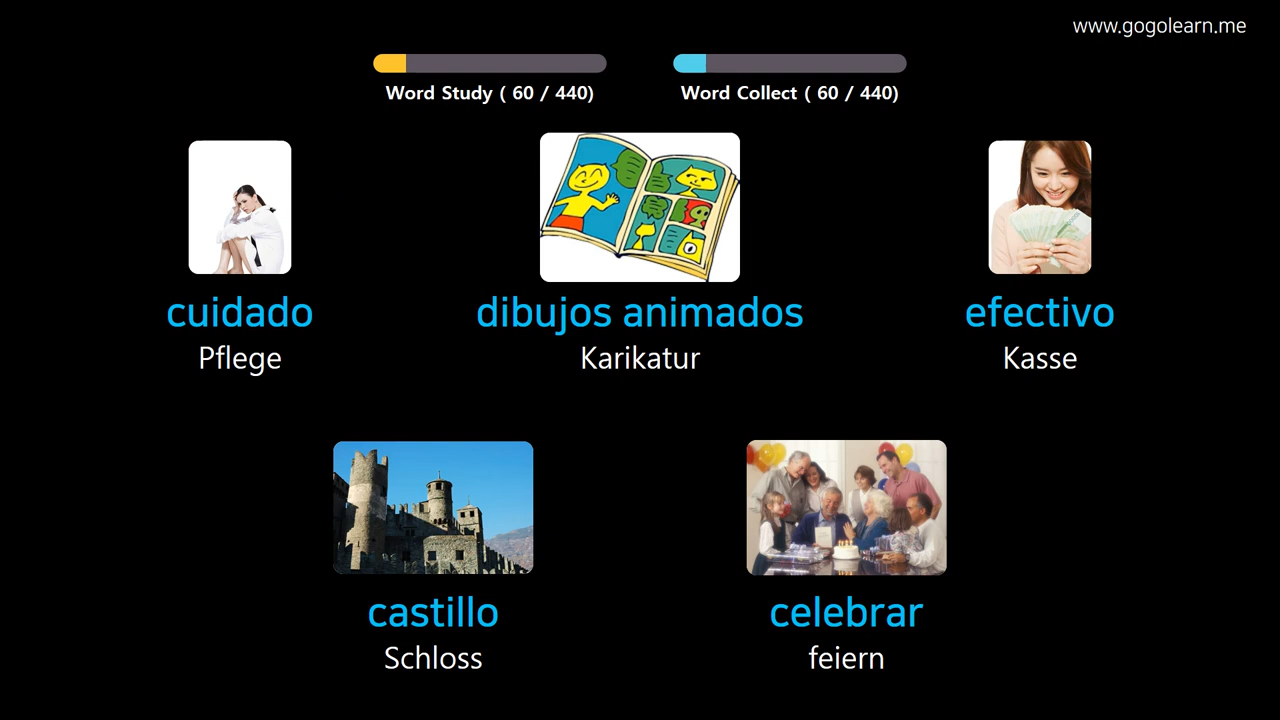 www.gogolearn.me
Word Study ( 60 / 440)
Word Collect ( 60 / 440)
cuidado
Pflege
dibujos animados
Karikatur
efectivo
Kasse
castillo
Schloss
celebrar
feiern